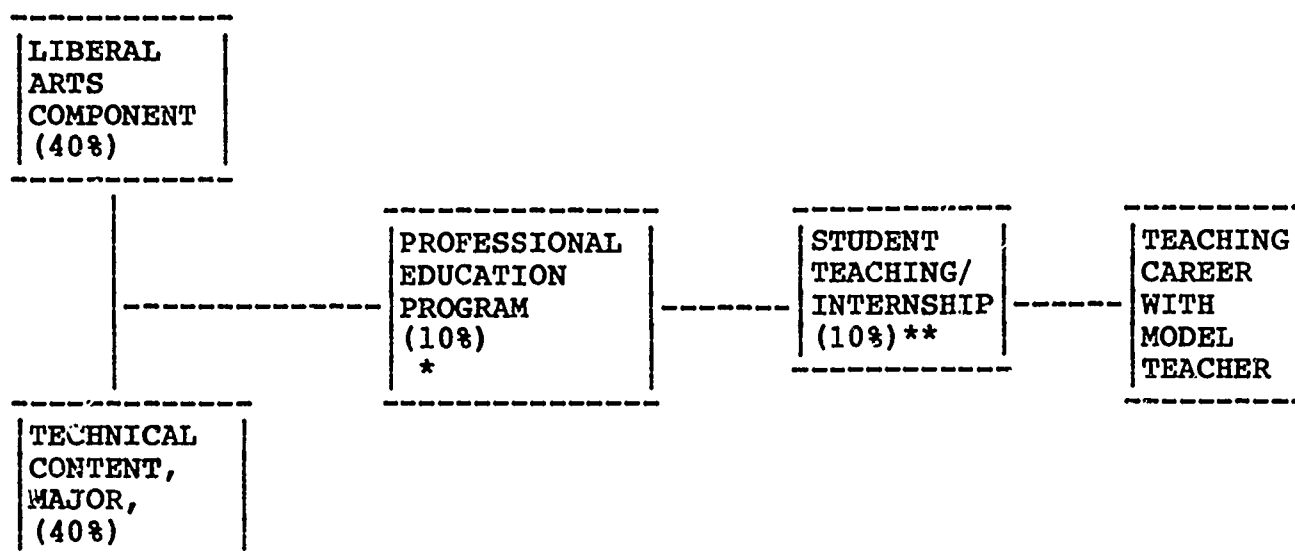 LIBERAL
ARTS
COMPONENT
(40%)
PROFESSIONAL
EDUCATION
PROGRAM
(10%)
*
STUDENT
TEACHING/
INTERNSHIP
(10%)**
TEACHING
CAREER
WITH
MODEL
TEACHER
TECHNICAL
CONTENT,
MAJOR,
(40%)